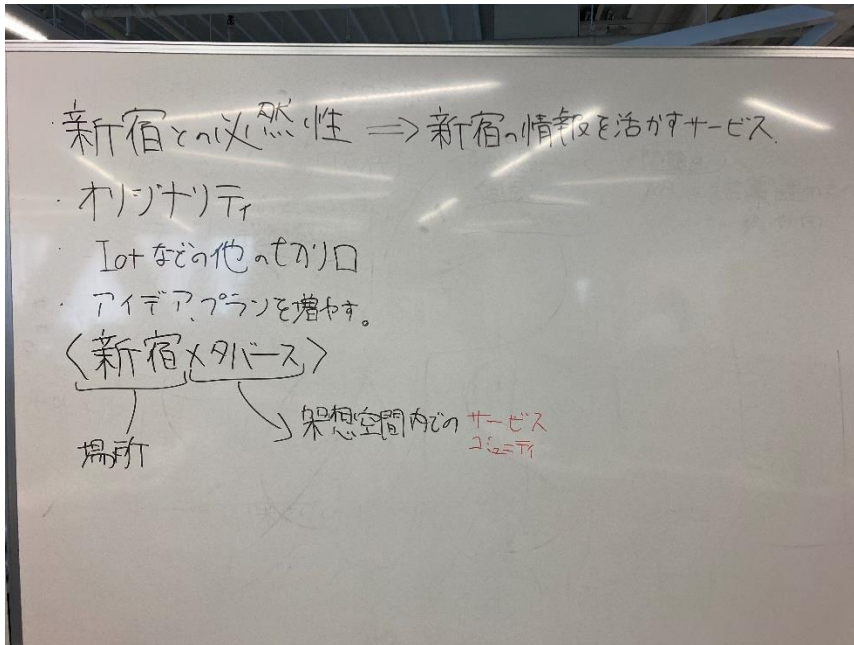 ・新宿との必然性 ⇒ 新宿の情報を活かすサービス.
・オリジナリティ
・Iotなどの他の切り口
・アイデア、プランを増やす。
〈新宿メタバース〉
場所
架想空間内でのサービス
コミュニティ